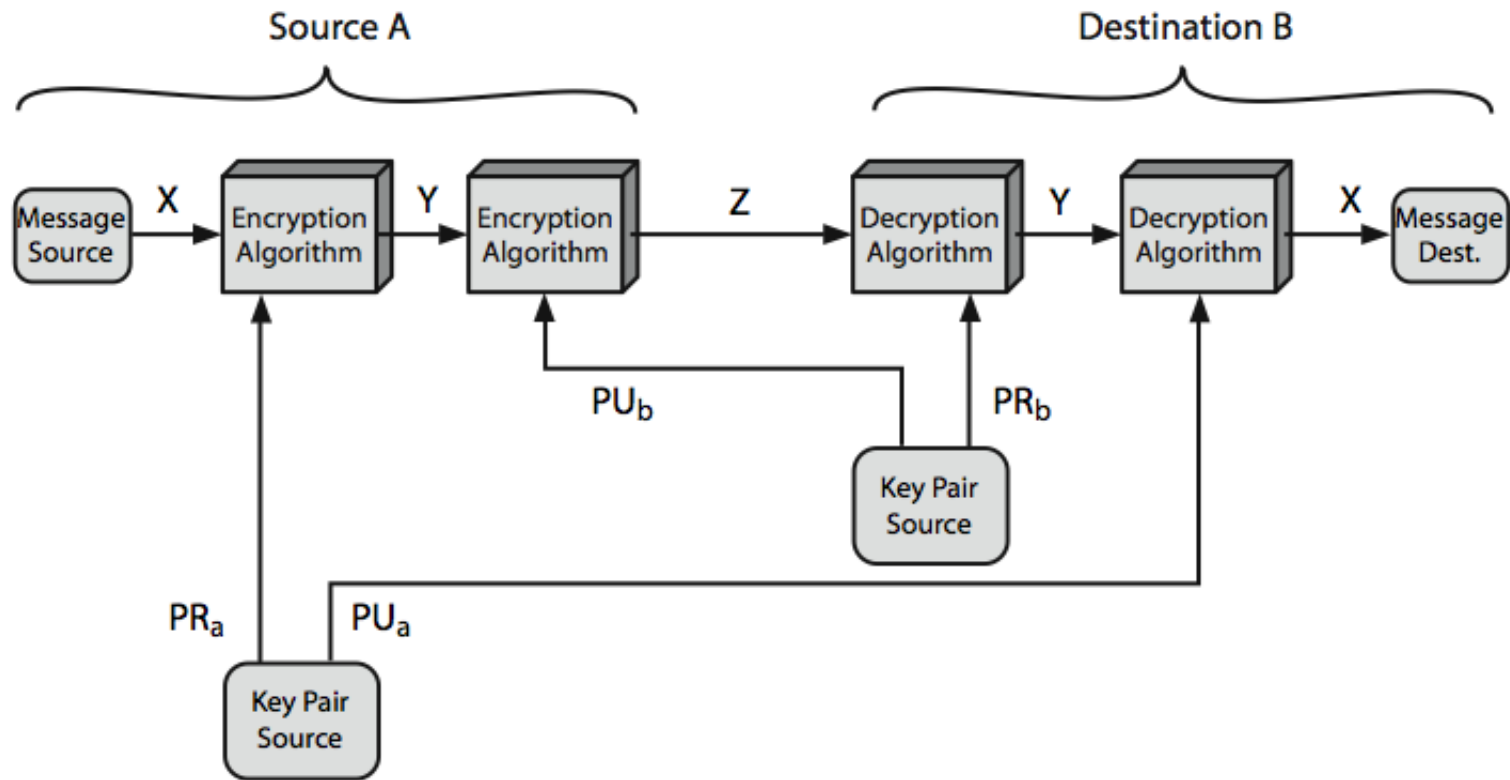 Source A
Destination B
Message
Source
X
Encryption
Algorithm
Y
Encryption
Algorithm
Z
Decryption
Algorithm
Y
Decryption
Algorithm
X
Message
Dest.
PUb
PRb
Key Pair
Source
PRa
PUa
Key Pair
Source